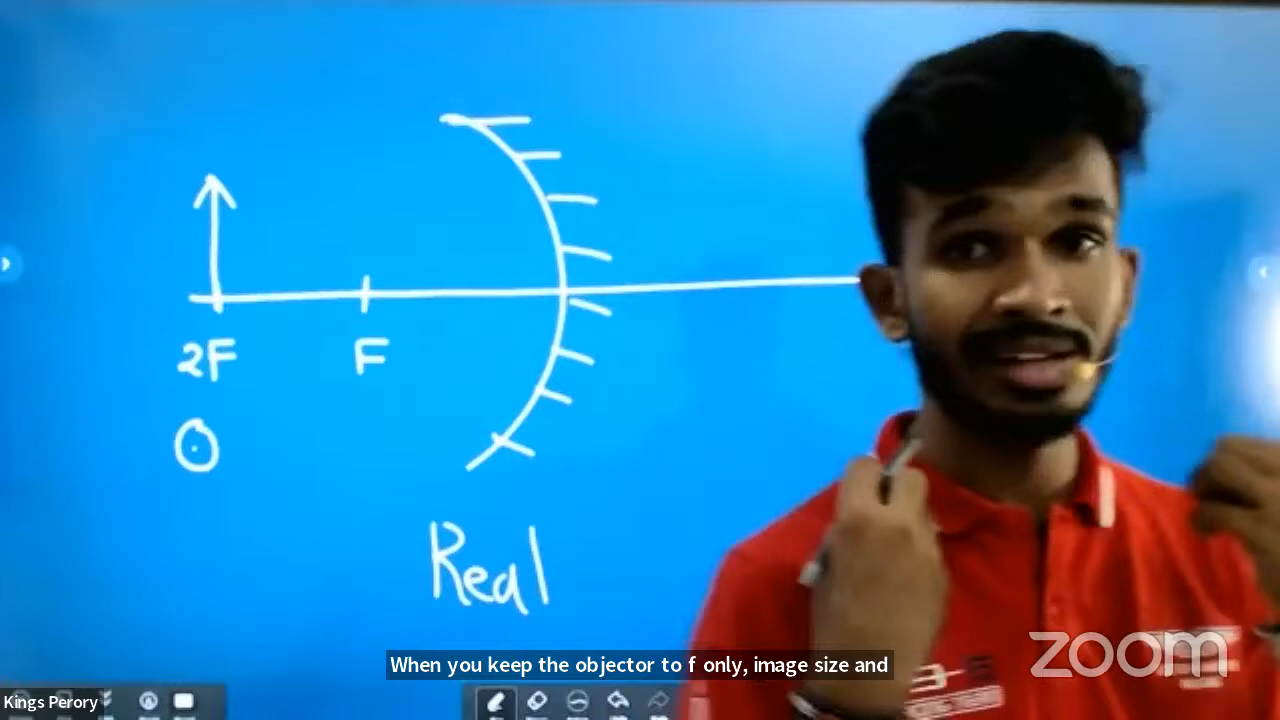 2F F
O
Real
When you keep the objector to f only, image size and
Kings Perory
zoom